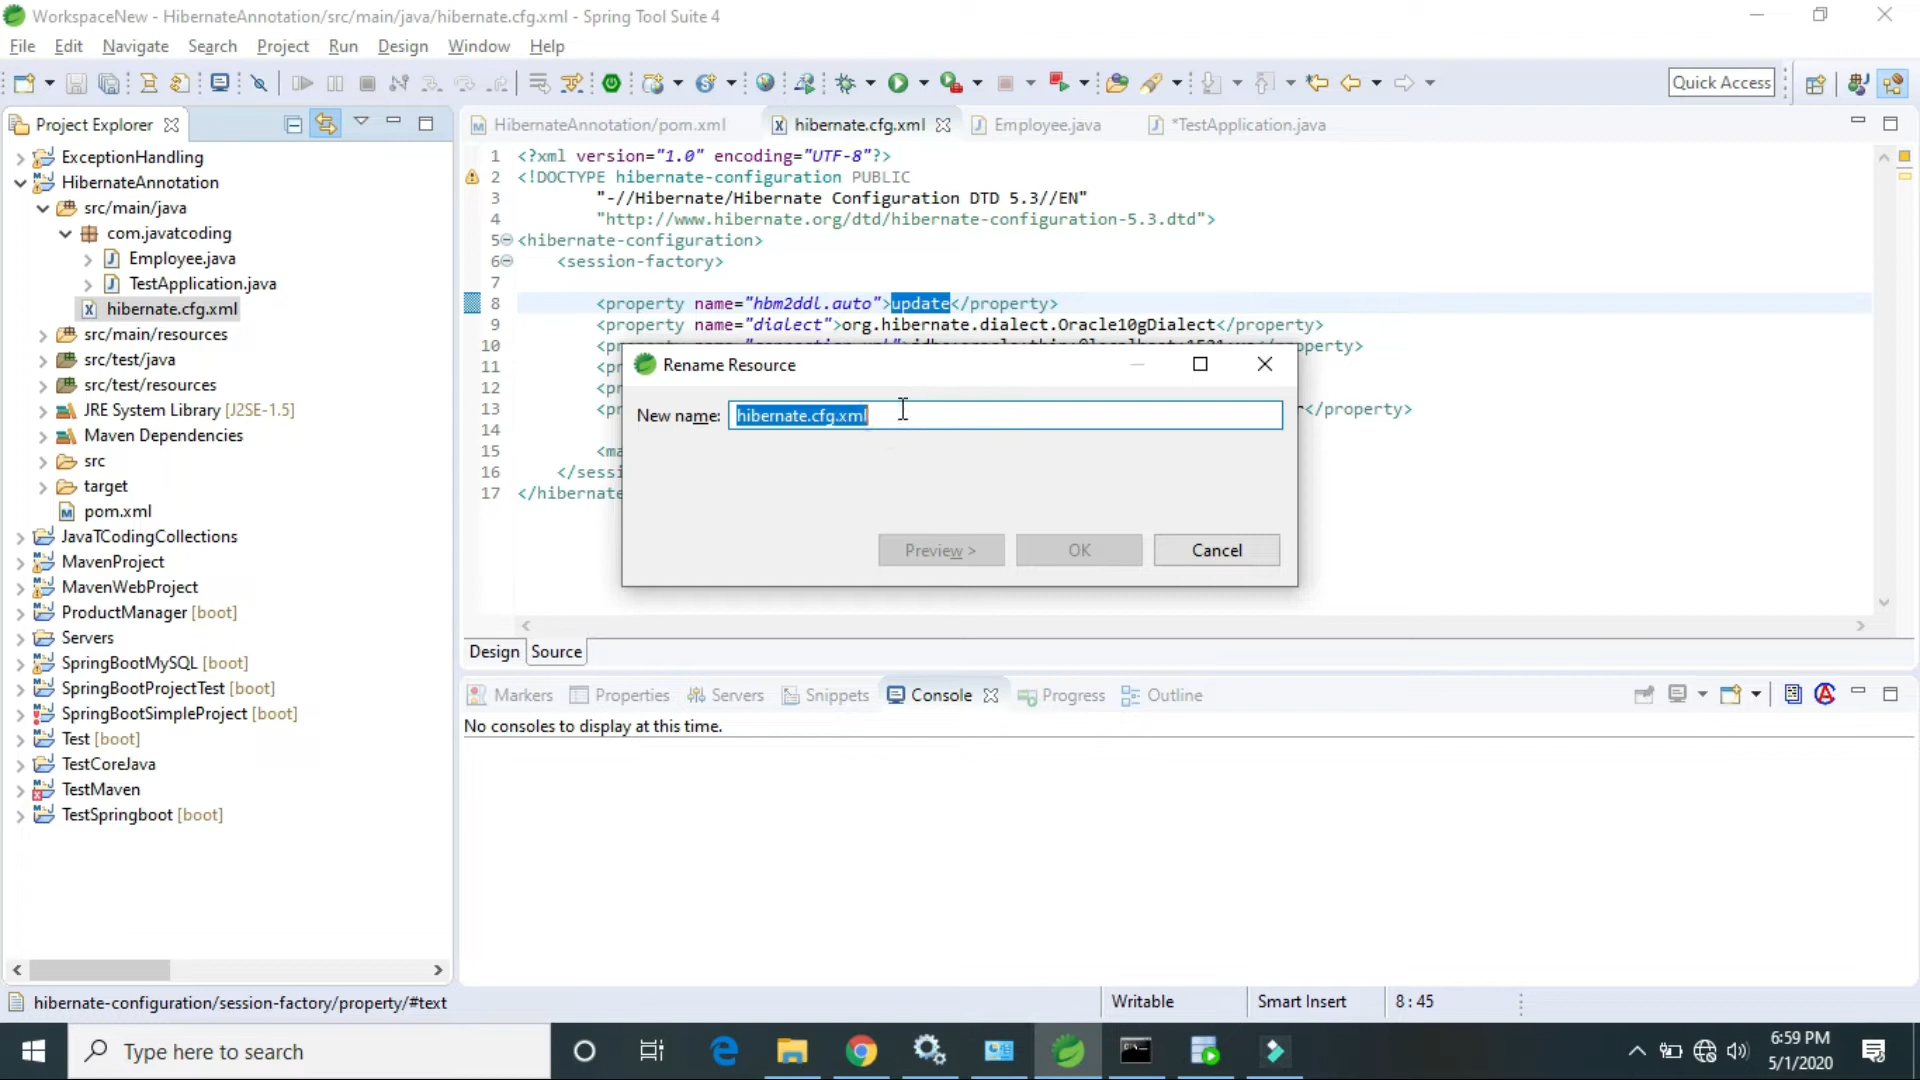 WorkspaceNew - HibernateAnnotation/src/main/java/hibernate.cfg.xml - Spring Tool Suite 4
File Edit Navigate Search Project Run Design Window Help
Quick Access
Project Explorer
HibernateAnnotation/pom.xml hibernate.cfg.xml Employee.java *TestApplication.java
ExceptionHandling
HibernateAnnotation
src/main/java
com.javatcoding
Employee.java
TestApplication.java
hibernate.cfg.xml
src/main/resources
src/test/java
src/test/resources
JRE System Library [J2SE-1.5]
Maven Dependencies
src
target
pom.xml
JavaTCodingCollections
MavenProject
MavenWebProject
ProductManager [boot]
Servers
SpringBootMySQL [boot]
SpringBootProjectTest [boot]
SpringBootSimpleProject [boot]
Test [boot]
TestCoreJava
TestMaven
TestSpringboot [boot]
1 <?xml version="1.0" encoding="UTF-8"?>
2 <!DOCTYPE hibernate-configuration PUBLIC
3 "-//Hibernate/Hibernate Configuration DTD 5.3//EN"
4 "http://www.hibernate.org/dtd/hibernate-configuration-5.3.dtd">
5 <hibernate-configuration>
6 <session-factory>
7
8 <property name="hbm2ddl.auto">update</property>
9 <property name="dialect">org.hibernate.dialect.Oracle10gDialect</property>
10 <p roperty>
11 <pr
12 <pr
13 <pr r</property>
14
15 <ma
16 </sessi
17 </hibernate
Rename Resource
New name: hibernate.cfg.xml
Preview > OK Cancel
Design Source
Markers Properties Servers Snippets Console Progress Outline
No consoles to display at this time.
hibernate-configuration/session-factory/property/#text
Writable Smart Insert 8 : 45
Type here to search
6:59 PM
5/1/2020